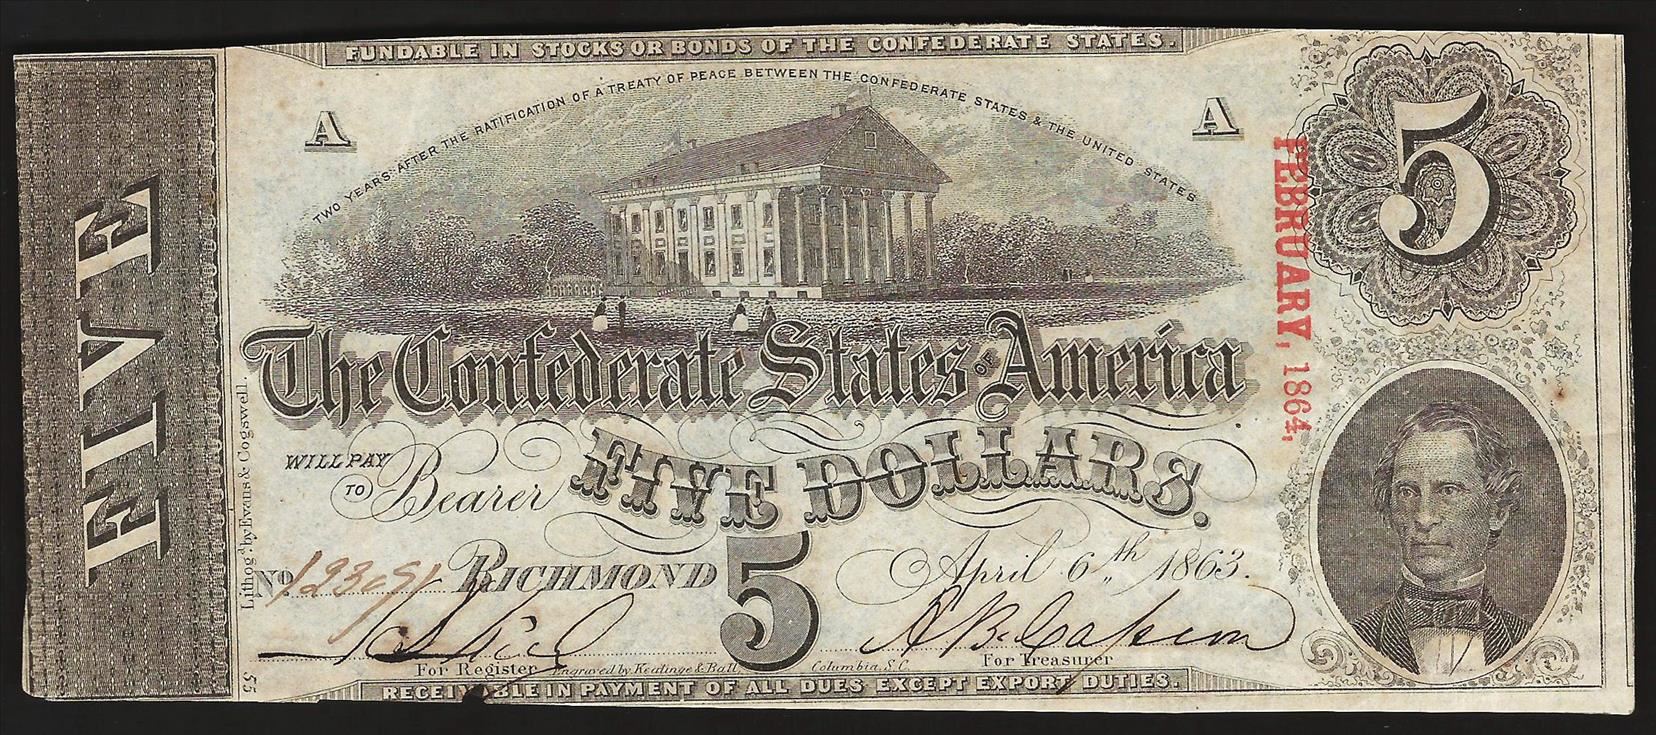 FUNDABLE IN STOCKS OR BONDS OF THE CONFEDERATE STATES.
TWO YEARS AFTER THE RATIFICATION OF A TREATY OF PEACE BETWEEN THE CONFEDERATE STATES & THE UNITED STATES
A
A
5
FIVE
FEBRUARY, 1864,
The Confederate States OF America
WILL PAY
TO Bearer
FIVE DOLLARS.
No.
RICHMOND
5
April 6th 1863.
For Register
For Treasurer
Engraved by Keatinge & Ball Columbia, S.C.
RECEIVABLE IN PAYMENT OF ALL DUES EXCEPT EXPORT DUTIES.
Lithog'd by Evans & Cogswell.